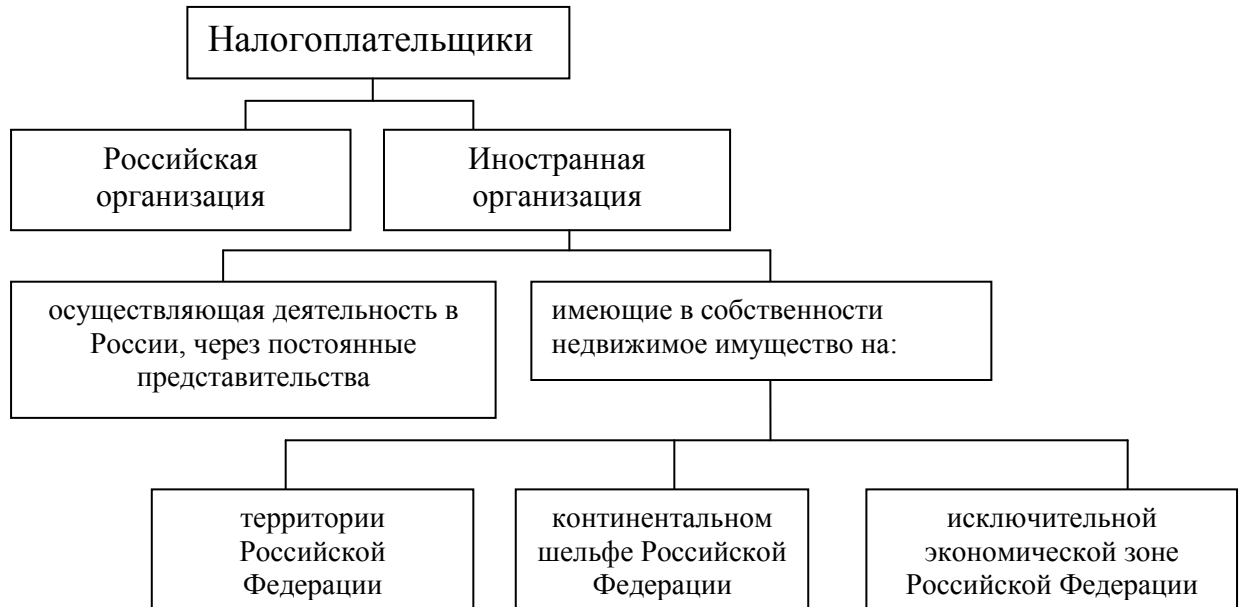 Налогоплательщики
Российская
организация
Иностранная
организация
осуществляющая деятельность в
России, через постоянные
представительства
имеющие в собственности
недвижимое имущество на:
территории
Российской
Федерации
континентальном
шельфе Российской
Федерации
исключительной
экономической зоне
Российской Федерации